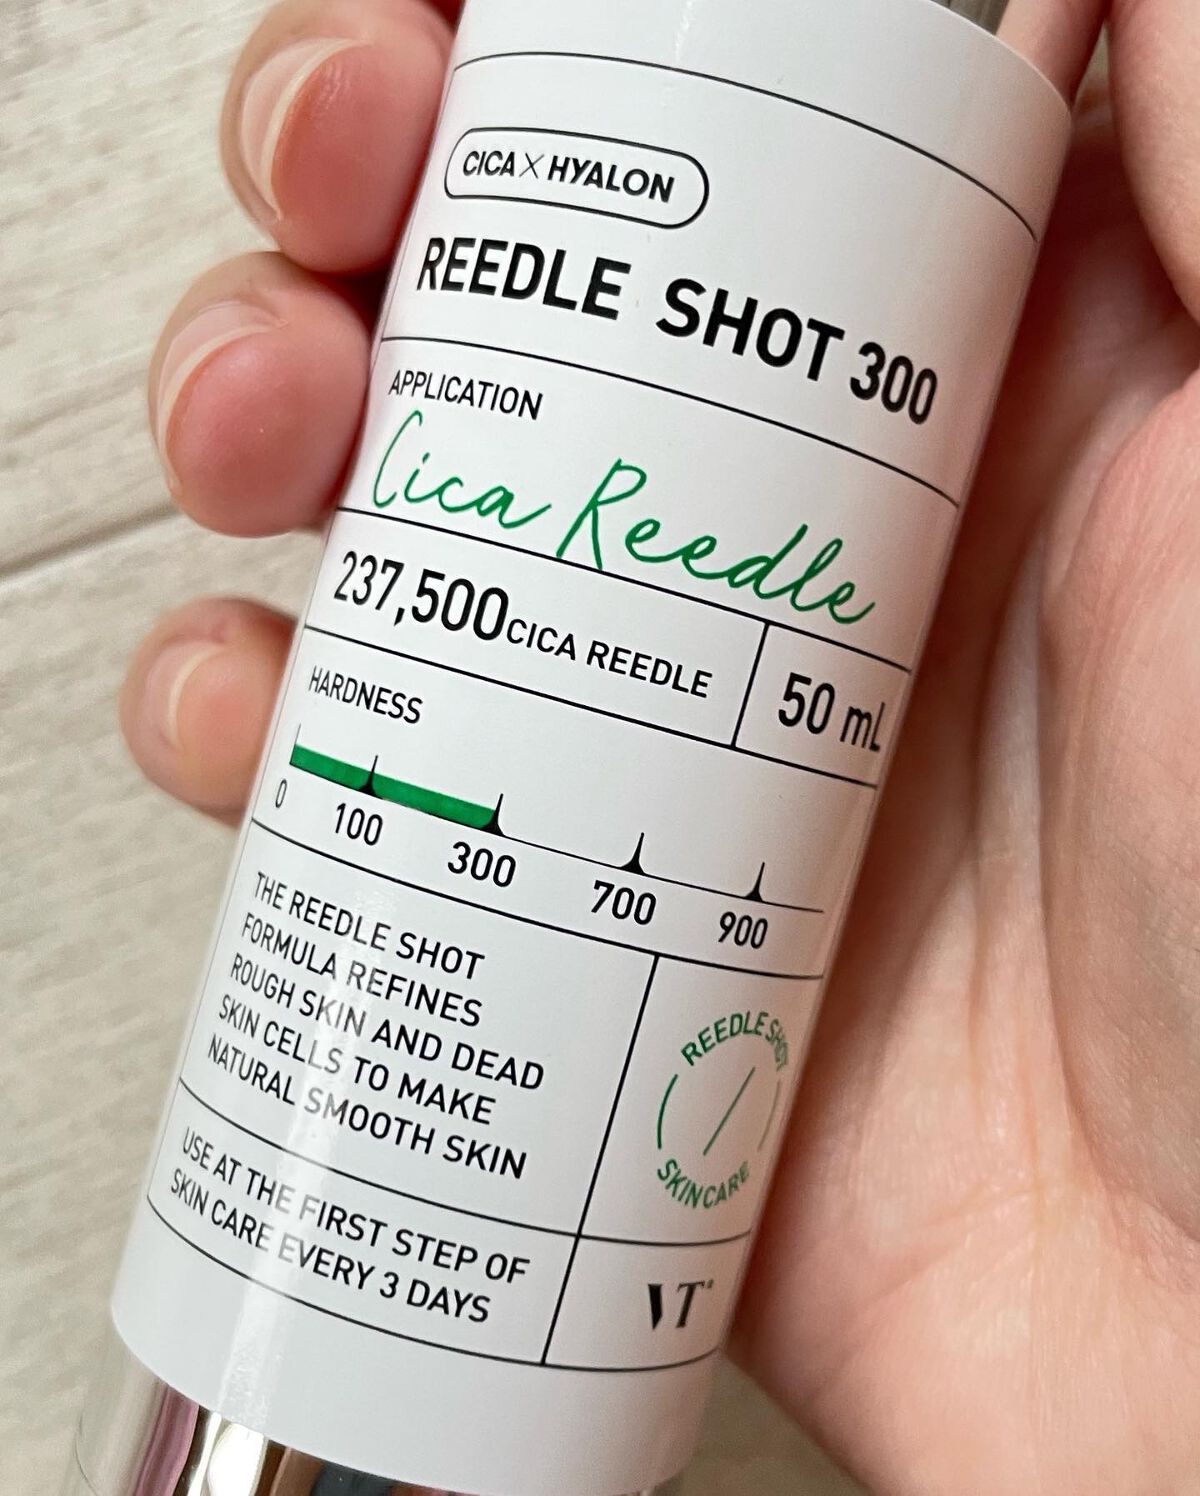 CICA X HYALON
REEDLE SHOT 300
APPLICATION
Cica Reedle
237,500 CICA REEDLE
50 mL
HARDNESS
0 100 300 700 900
THE REEDLE SHOT
FORMULA REFINES
ROUGH SKIN AND DEAD
SKIN CELLS TO MAKE
NATURAL SMOOTH SKIN
REEDLE SHOT
SKINCARE
USE AT THE FIRST STEP OF
SKIN CARE EVERY 3 DAYS
VT